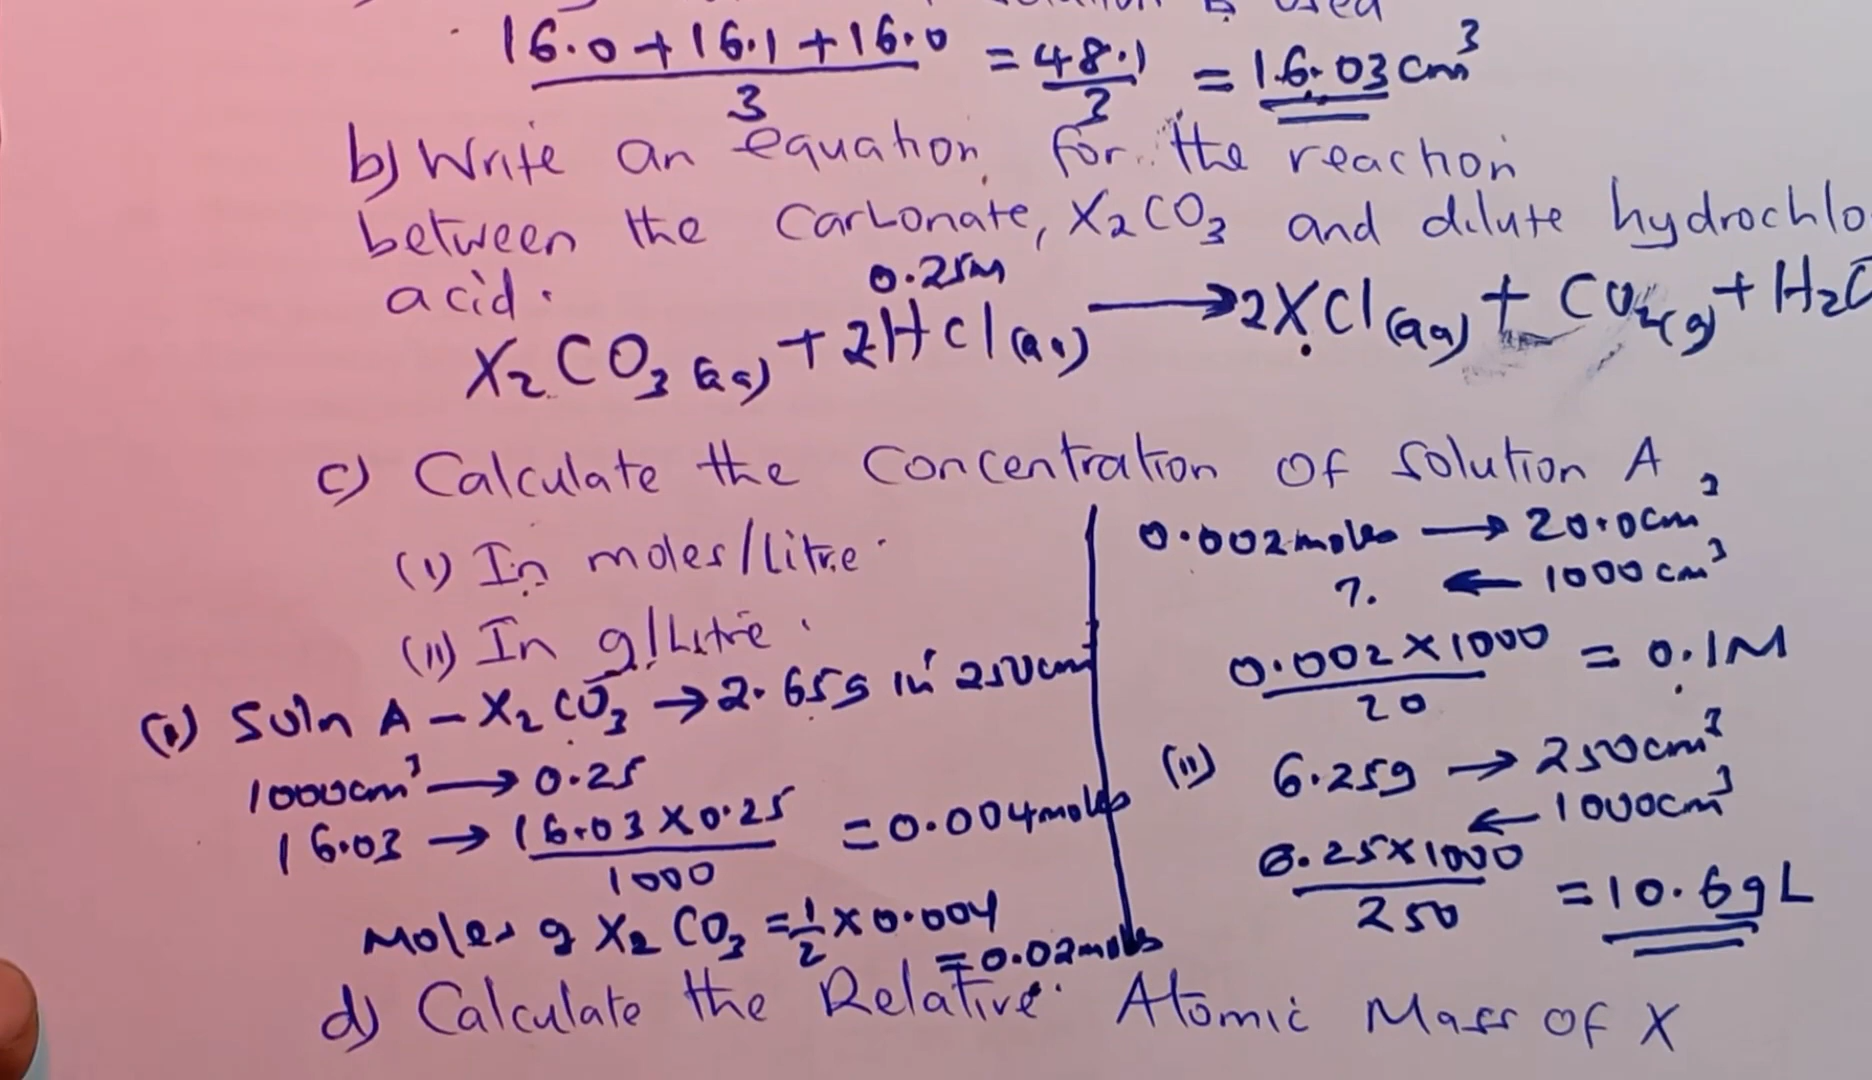 is used
16.0 + 16.1 + 16.0 / 3 = 48.1 / 3 = 16.03 cm³
b) Write an equation for the reaction
between the Carbonate, X₂CO₃ and dilute hydrochlo
acid.
0.25M
X₂CO₃(aq) + 2HCl(aq) → 2XCl(aq) + CO₂(g) + H₂O
c) Calculate the Concentration of Solution A
(i) In moles/litre.
(ii) In g/Litre.
(i) Soln A – X₂CO₃ → 2.65g in 250cm
1000cm³ → 0.25
16.03 → 16.03 X 0.25 / 1000 = 0.004moles
Moles of X₂CO₃ = 1/2 X 0.004
= 0.02moles
0.002moles → 20.0cm³
?. ← 1000cm³
0.002 X 1000 / 20 = 0.1M
(ii) 6.25g → 250cm³
← 1000cm³
6.25X1000 / 250 = 10.6gL
d) Calculate the Relative Atomic Mass of X